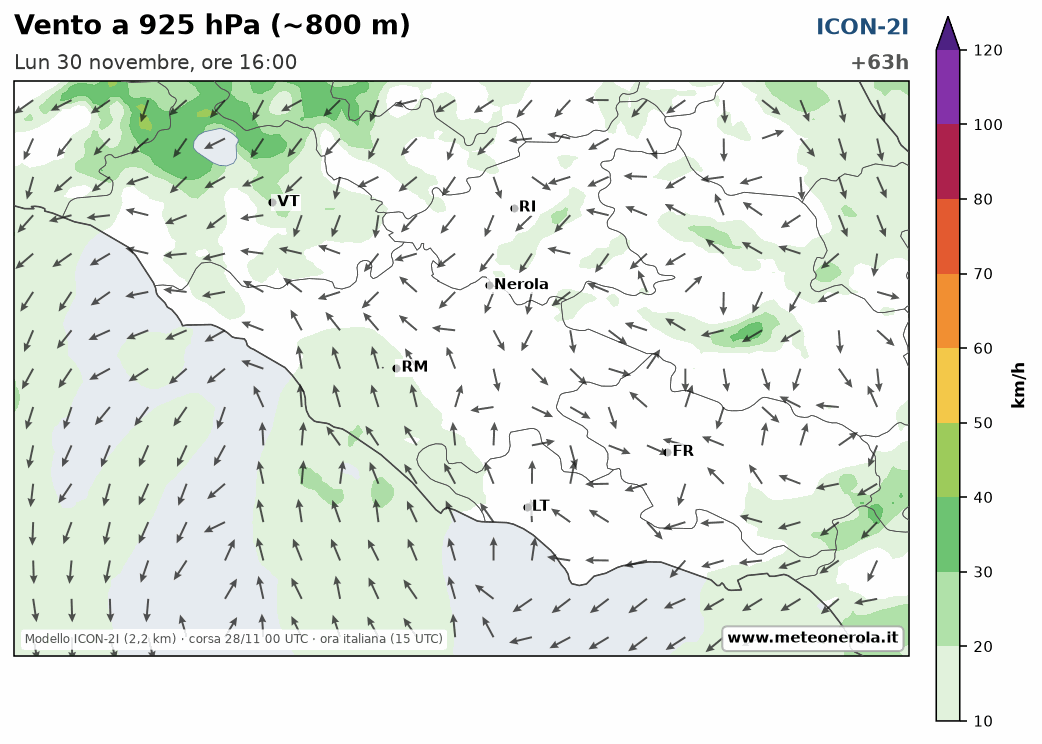 Vento a 925 hPa (~800 m)
ICON-2I
Lun 30 novembre, ore 16:00
+63h
120
100
80
70
60
50
40
30
20
10
km/h
VT
RI
Nerola
RM
FR
LT
Modello ICON-2I (2,2 km) · corsa 28/11 00 UTC · ora italiana (15 UTC)
www.meteonerola.it